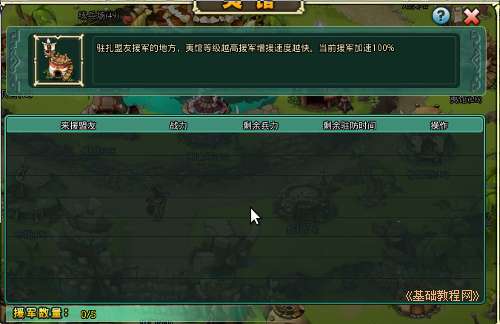 夷馆
驻扎盟友援军的地方，夷馆等级越高援军增援速度越快。当前援军加速100%
来援盟友 战力 剩余兵力 剩余驻防时间 操作
《基础教程网》
援军数量： 0/5